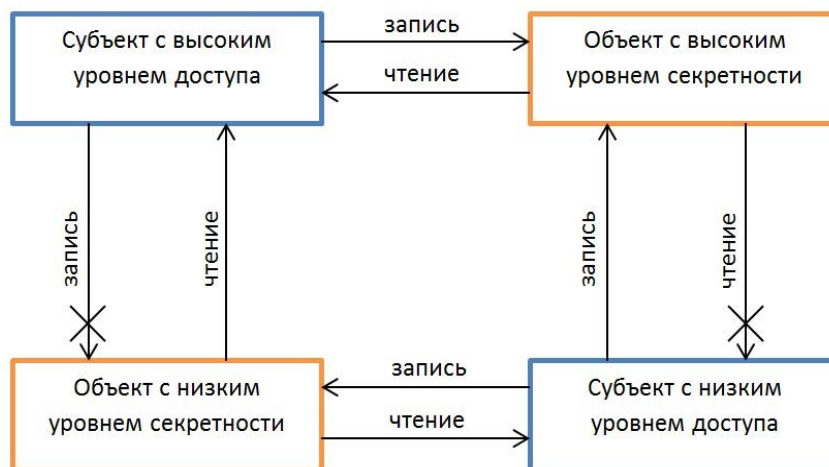 Субъект с высоким
уровнем доступа
запись
чтение
Объект с высоким
уровнем секретности
запись
чтение
запись
чтение
Объект с низким
уровнем секретности
запись
чтение
Субъект с низким
уровнем доступа